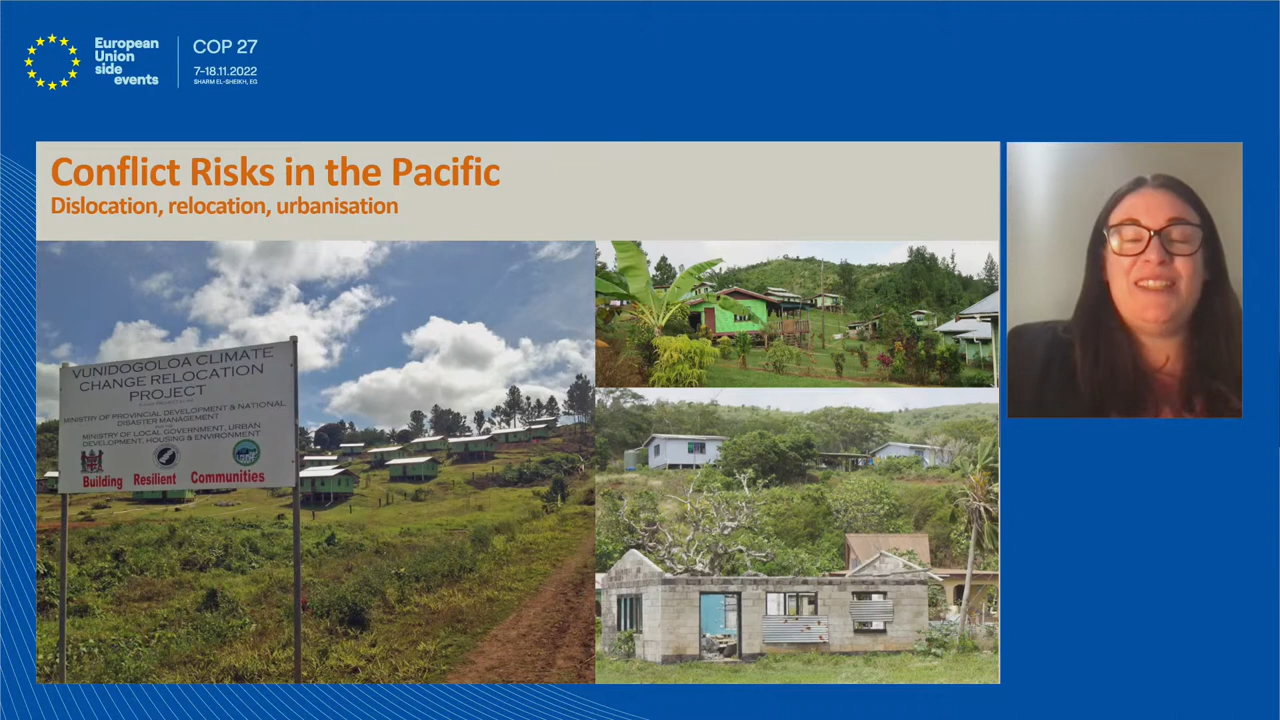 European
Union
side
events
COP 27
7-18.11.2022
SHARM EL-SHEIKH, EG
Conflict Risks in the Pacific
Dislocation, relocation, urbanisation
VUNIDOGOLOA CLIMATE
CHANGE RELOCATION
PROJECT
MINISTRY OF PROVINCIAL DEVELOPMENT & NATIONAL
DISASTER MANAGEMENT
MINISTRY OF LOCAL GOVERNMENT, URBAN
DEVELOPMENT, HOUSING & ENVIRONMENT
Building Resilient Communities